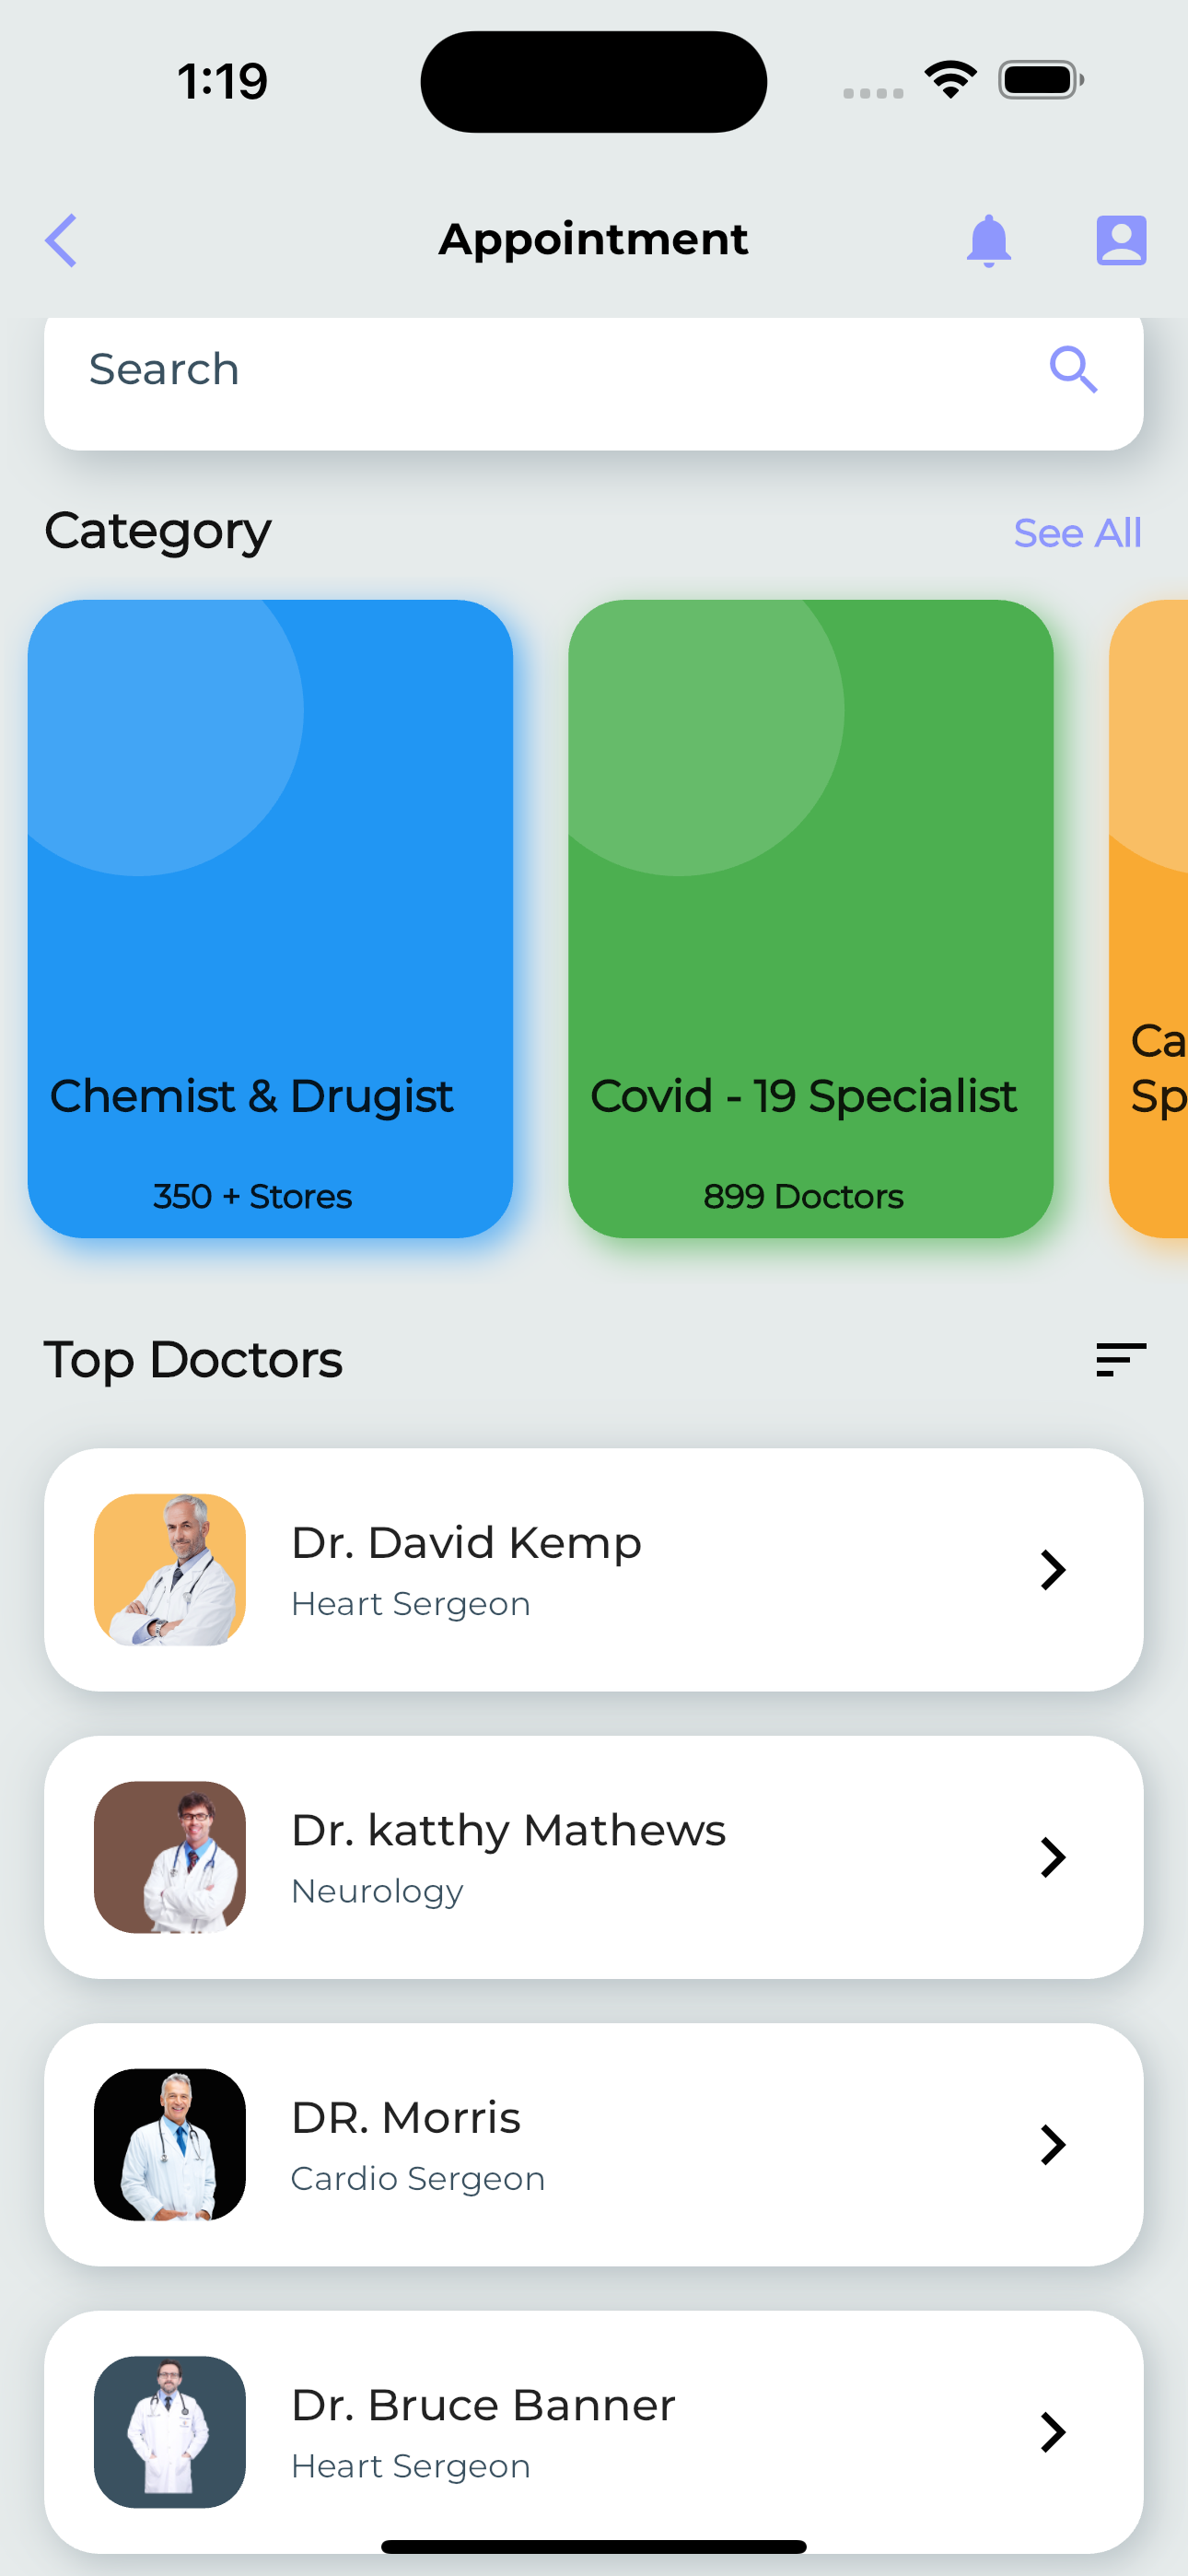 1:19
Appointment
Search
Category
See All
Chemist & Drugist
350 + Stores
Covid - 19 Specialist
899 Doctors
Ca
Sp
Top Doctors
Dr. David Kemp
Heart Sergeon
Dr. katthy Mathews
Neurology
DR. Morris
Cardio Sergeon
Dr. Bruce Banner
Heart Sergeon